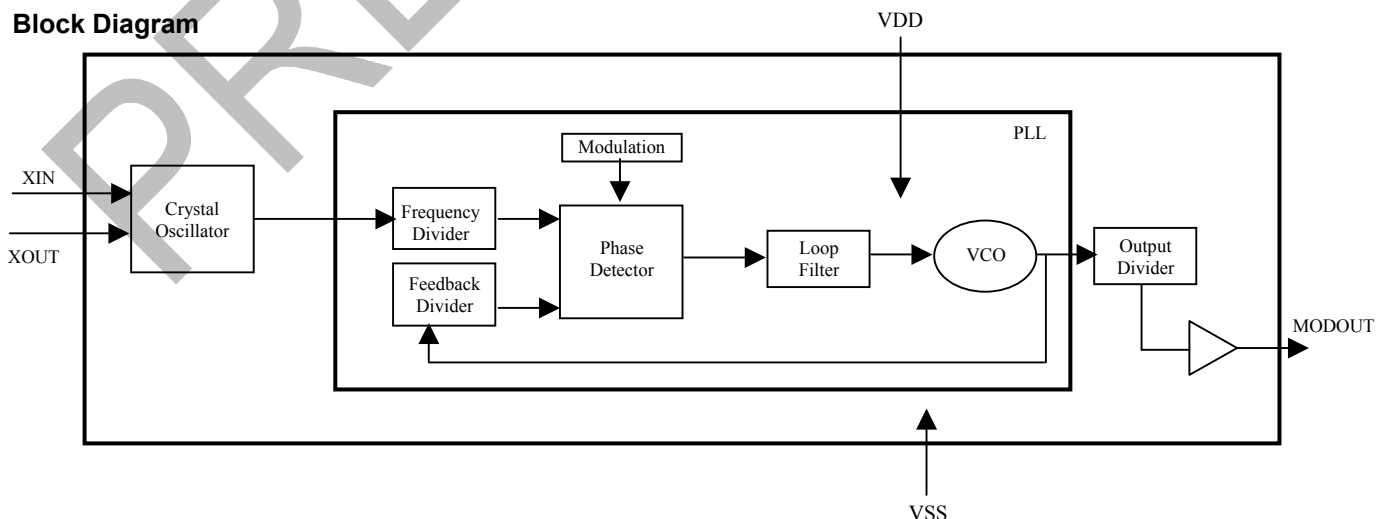 Block Diagram
VDD
PLL
Modulation
XIN
Crystal
Oscillator
XOUT
Frequency
Divider
Feedback
Divider
Phase
Detector
Loop
Filter
VCO
Output
Divider
MODOUT
VSS